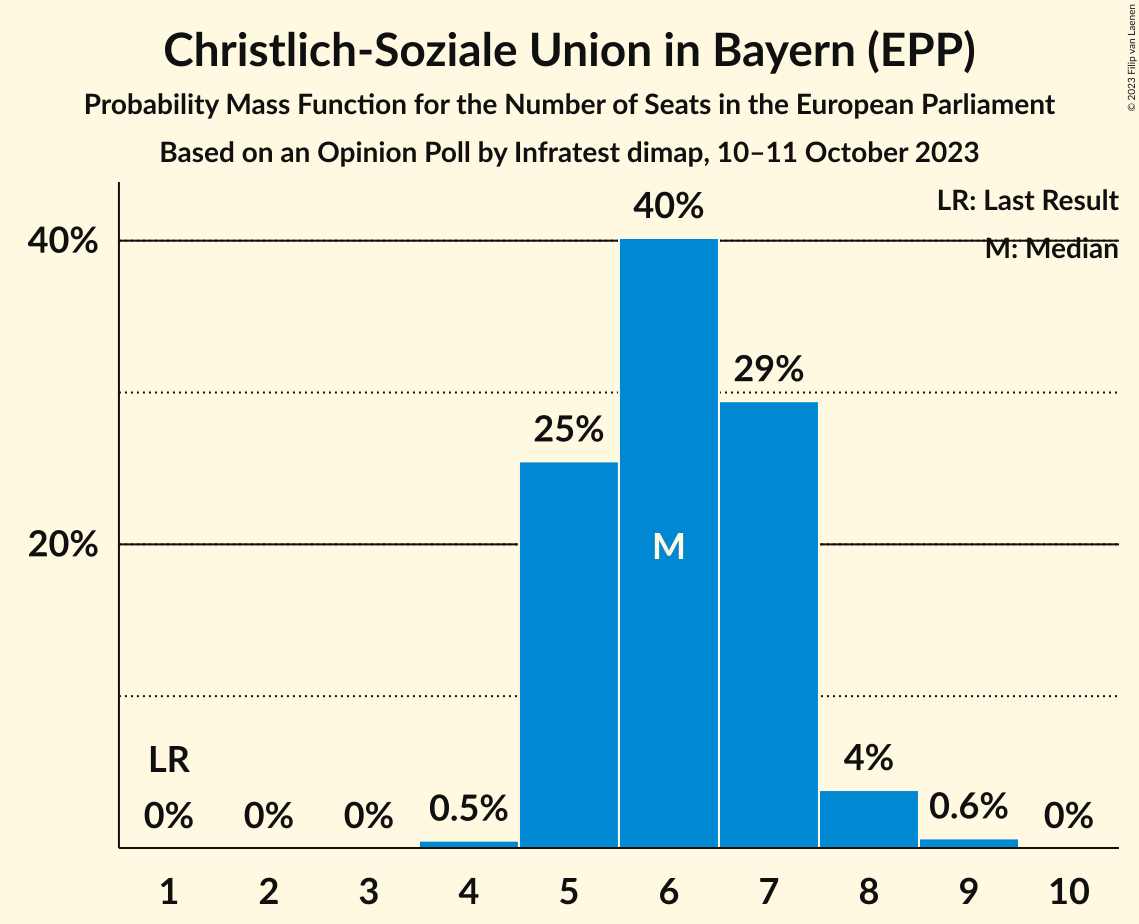 Christlich-Soziale Union in Bayern (EPP)
Probability Mass Function for the Number of Seats in the European Parliament
Based on an Opinion Poll by Infratest dimap, 10–11 October 2023
© 2023 Filip van Laenen
LR: Last Result
M: Median
40%
20%
40%
29%
25%
M
LR
4%
0% 0% 0% 0.5% 0.6% 0%
1 2 3 4 5 6 7 8 9 10